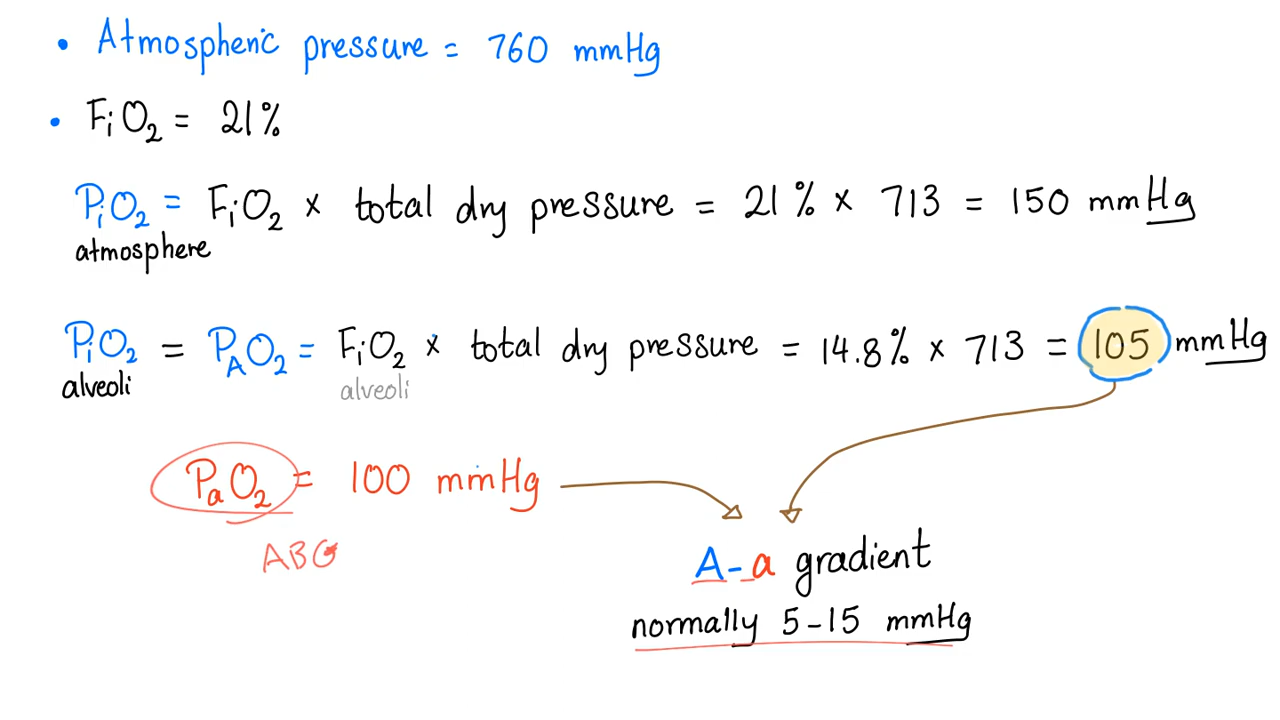 • Atmospheric pressure = 760 mmHg
• FiO2 = 21%
PiO2 = FiO2 × total dry pressure = 21% × 713 = 150 mmHg
atmosphere
PiO2 = PAO2 = FiO2 × total dry pressure = 14.8% × 713 = 105 mmHg
alveoli alveoli
PaO2 = 100 mmHg
ABG
A-a gradient
normally 5-15 mmHg